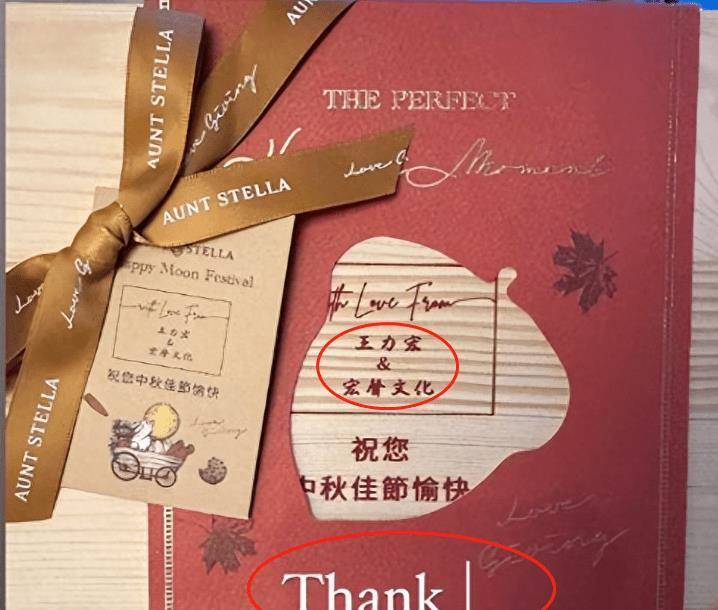 AUNT STELLA
Love Giving
AUNT STELLA
AUNT STELLA
THE PERFECT
Moment
STELLA
ppy Moon Festival
with Love From
王力宏
&
宏聲文化
祝您中秋佳節愉快
Love
Giving
th Love From
王力宏
&
宏聲文化
祝您
中秋佳節愉快
Love
Giving
Thank